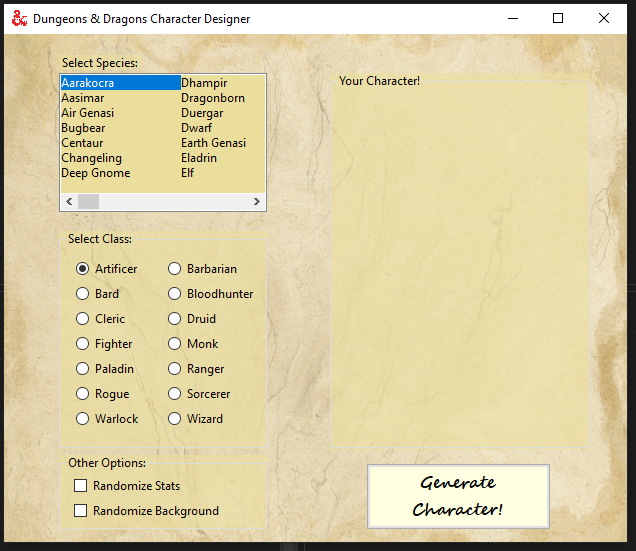 Dungeons & Dragons Character Designer
Select Species:
Aarakocra Dhampir
Aasimar Dragonborn
Air Genasi Duergar
Bugbear Dwarf
Centaur Earth Genasi
Changeling Eladrin
Deep Gnome Elf
Select Class:
Artificer Barbarian
Bard Bloodhunter
Cleric Druid
Fighter Monk
Paladin Ranger
Rogue Sorcerer
Warlock Wizard
Other Options:
Randomize Stats
Randomize Background
Your Character!
Generate
Character!